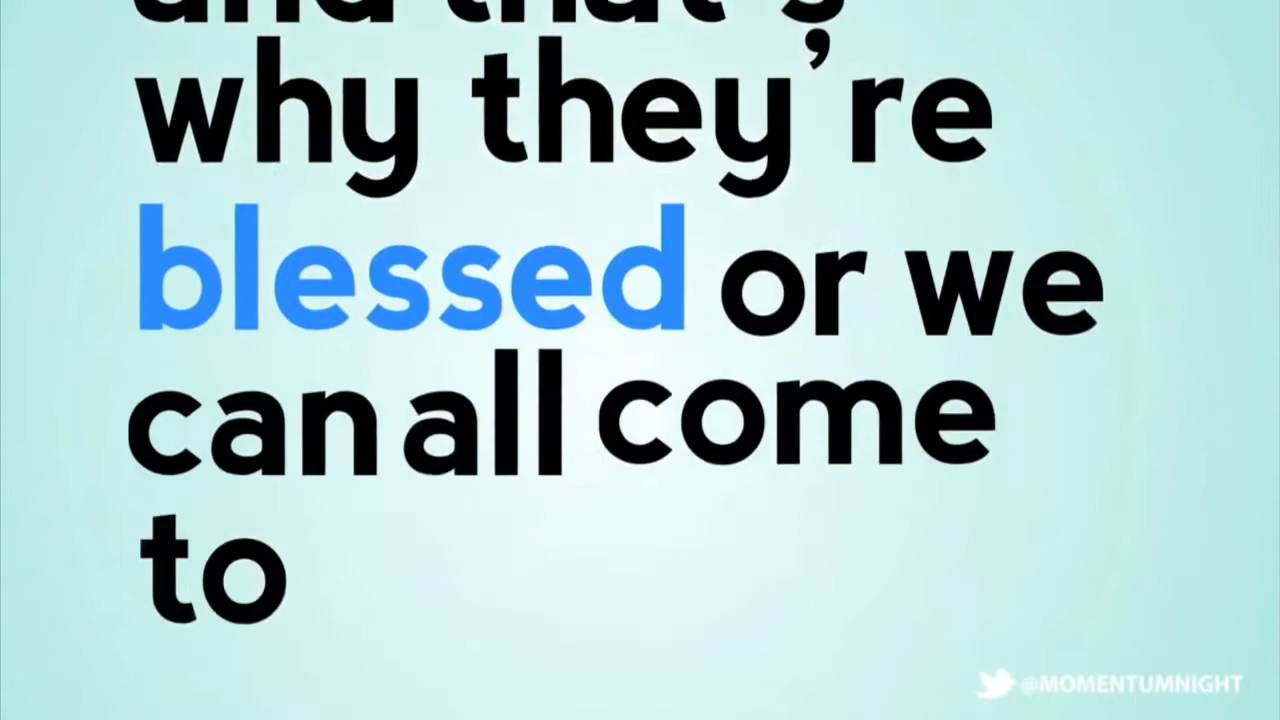 and that's
why they're
blessed or we
can all come
to
@MOMENTUMNIGHT